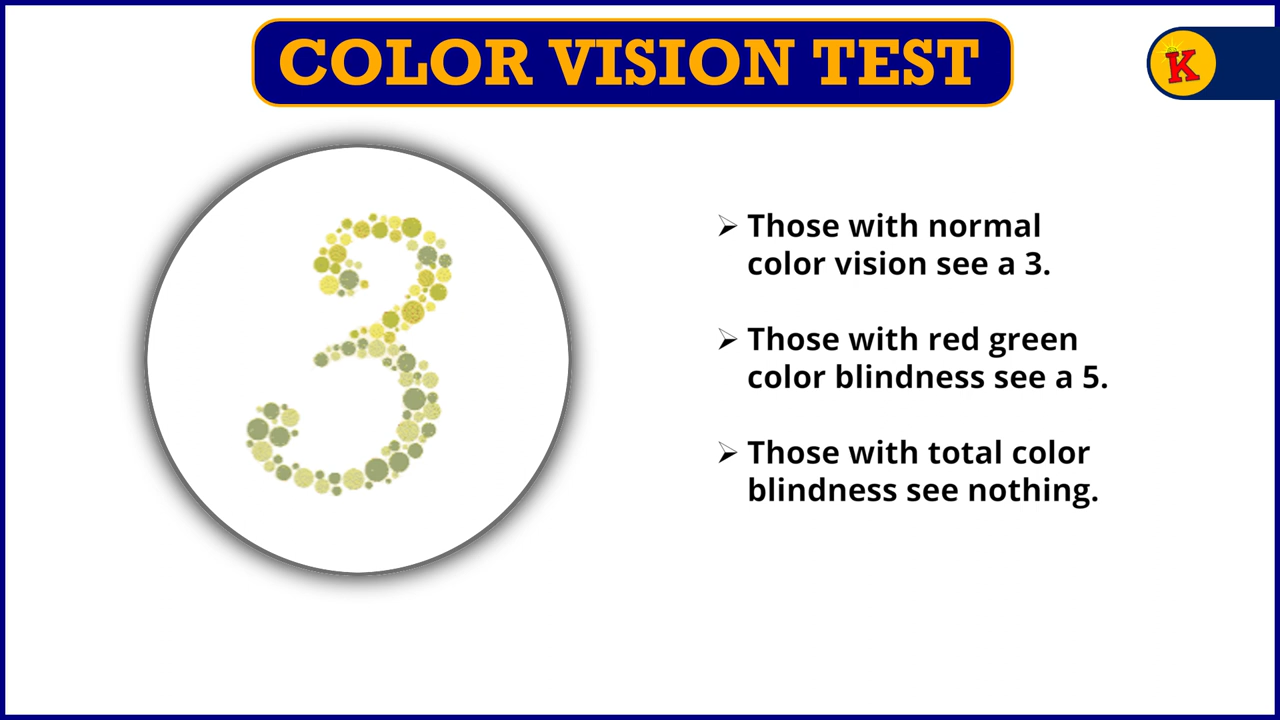 COLOR VISION TEST
K
3
➢ Those with normal
color vision see a 3.
➢ Those with red green
color blindness see a 5.
➢ Those with total color
blindness see nothing.